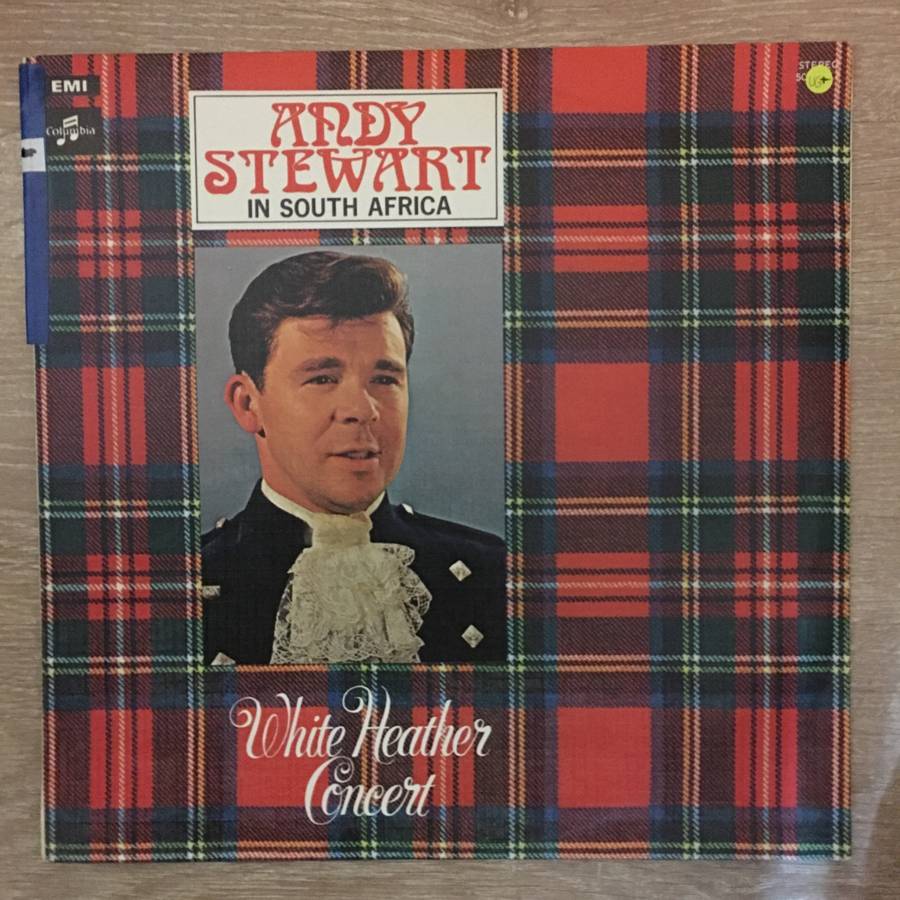 EMI
Columbia
STEREO
ANDY
STEWART
IN SOUTH AFRICA
White Heather
Concert